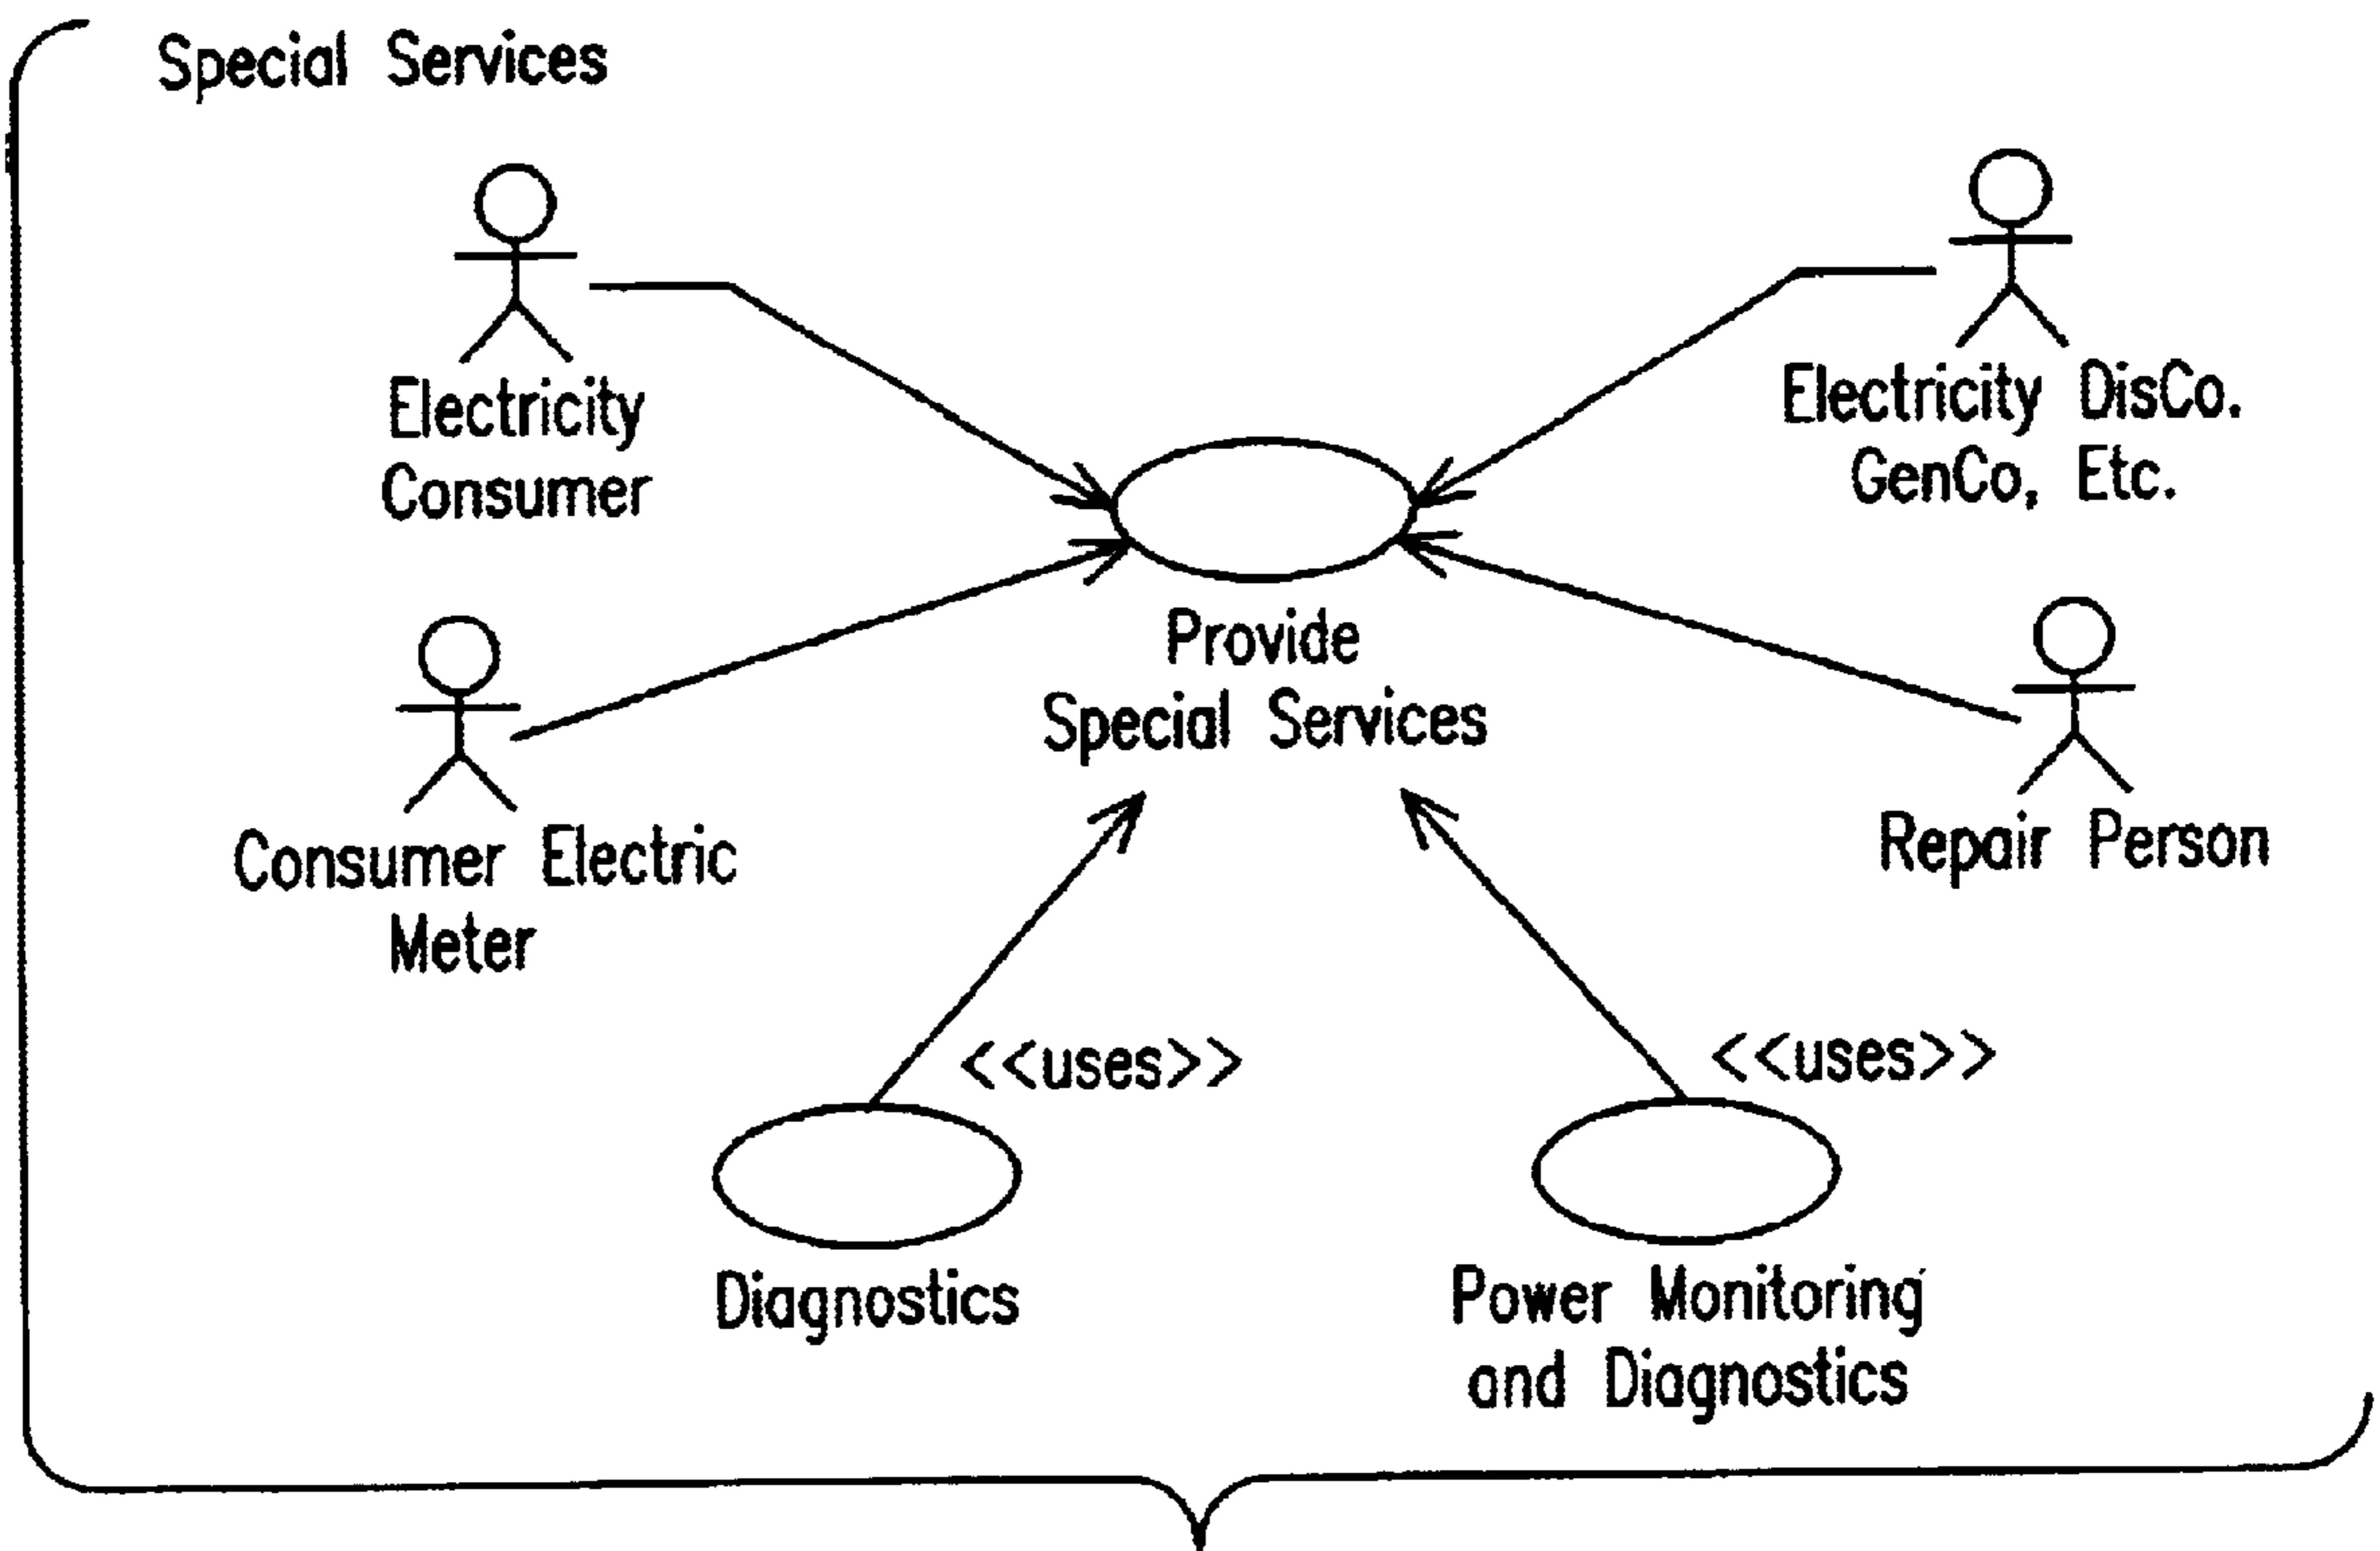 Special Services
Electricity
Consumer
Electricity DisCo.
GenCo, Etc.
Provide
Special Services
Consumer Electric
Meter
Repair Person
<<uses>>
<<uses>>
Diagnostics
Power Monitoring
and Diagnostics